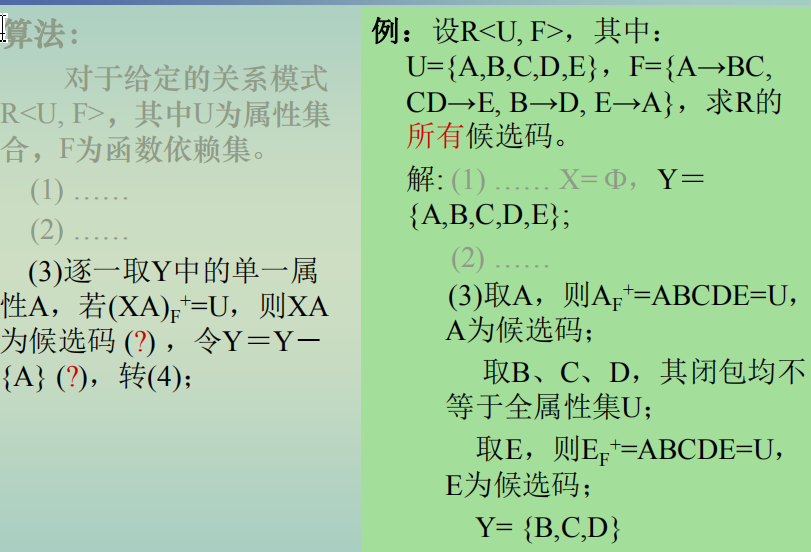 算法：
对于给定的关系模式
R<U, F>，其中U为属性集
合，F为函数依赖集。
(1) ……
(2) ……
(3)逐一取Y中的单一属
性A，若(XA)F+=U，则XA
为候选码 (?) ，令Y＝Y－
{A} (?)，转(4)；
例：设R<U, F>，其中：
U={A,B,C,D,E}，F={A→BC,
CD→E, B→D, E→A}，求R的
所有候选码。
解: (1) …… X= Φ， Y＝
{A,B,C,D,E};
(2) ……
(3)取A，则AF+=ABCDE=U，
A为候选码；
取B、C、D，其闭包均不
等于全属性集U；
取E，则EF+=ABCDE=U，
E为候选码；
Y= {B,C,D}